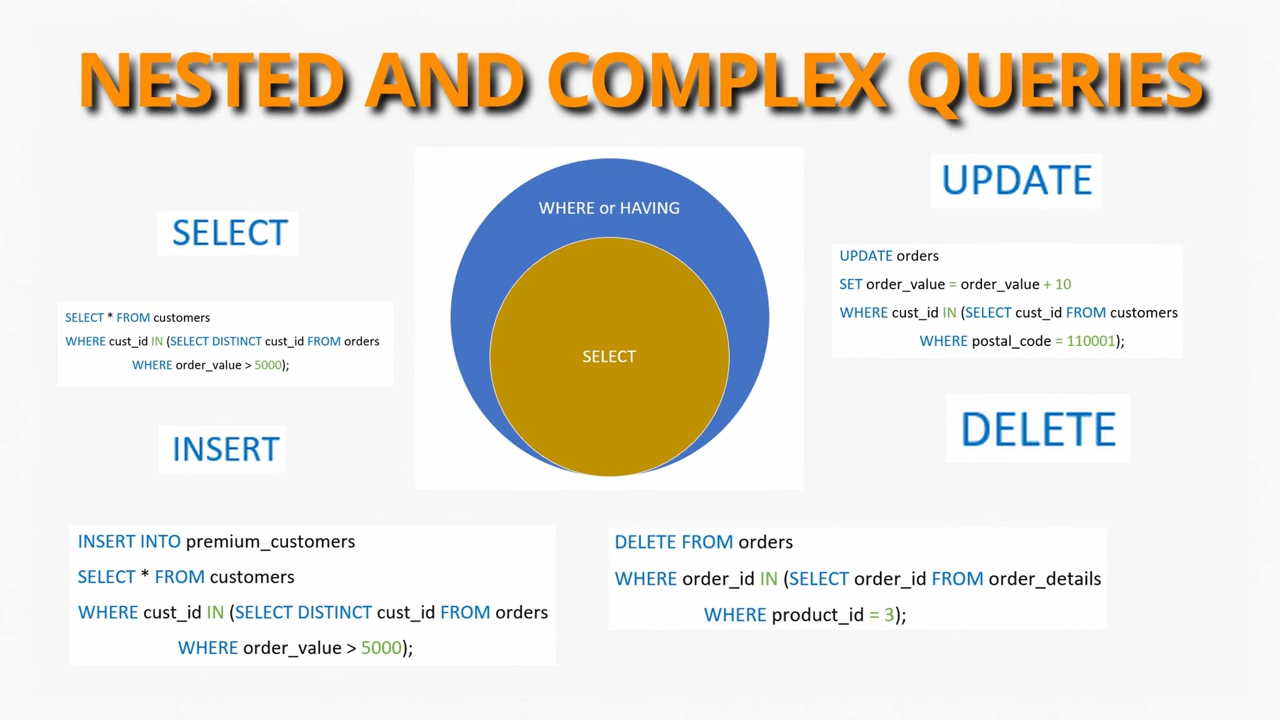 NESTED AND COMPLEX QUERIES
SELECT
SELECT * FROM customers
WHERE cust_id IN (SELECT DISTINCT cust_id FROM orders
WHERE order_value > 5000);
INSERT
INSERT INTO premium_customers
SELECT * FROM customers
WHERE cust_id IN (SELECT DISTINCT cust_id FROM orders
WHERE order_value > 5000);
WHERE or HAVING
SELECT
UPDATE
UPDATE orders
SET order_value = order_value + 10
WHERE cust_id IN (SELECT cust_id FROM customers
WHERE postal_code = 110001);
DELETE
DELETE FROM orders
WHERE order_id IN (SELECT order_id FROM order_details
WHERE product_id = 3);